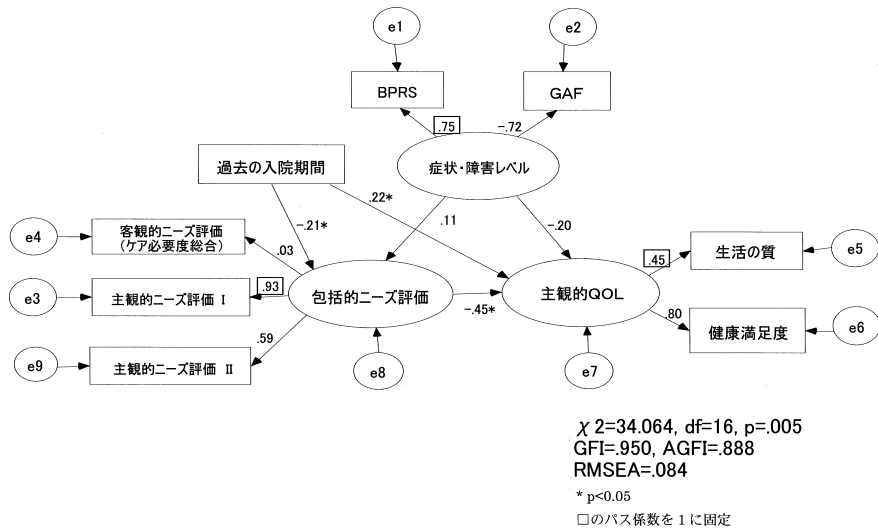 e1
e2
BPRS
GAF
.75
-.72
過去の入院期間
症状・障害レベル
.22*
-.21*
.11
-.20
e4
客観的ニーズ評価
(ケア必要度総合)
.03
.45
生活の質
e5
e3
主観的ニーズ評価 I
.93
包括的ニーズ評価
-.45*
主観的QOL
.80
健康満足度
e6
e9
主観的ニーズ評価 II
.59
e8
e7
χ2=34.064, df=16, p=.005
GFI=.950, AGFI=.888
RMSEA=.084
* p<0.05
□のパス係数を1に固定